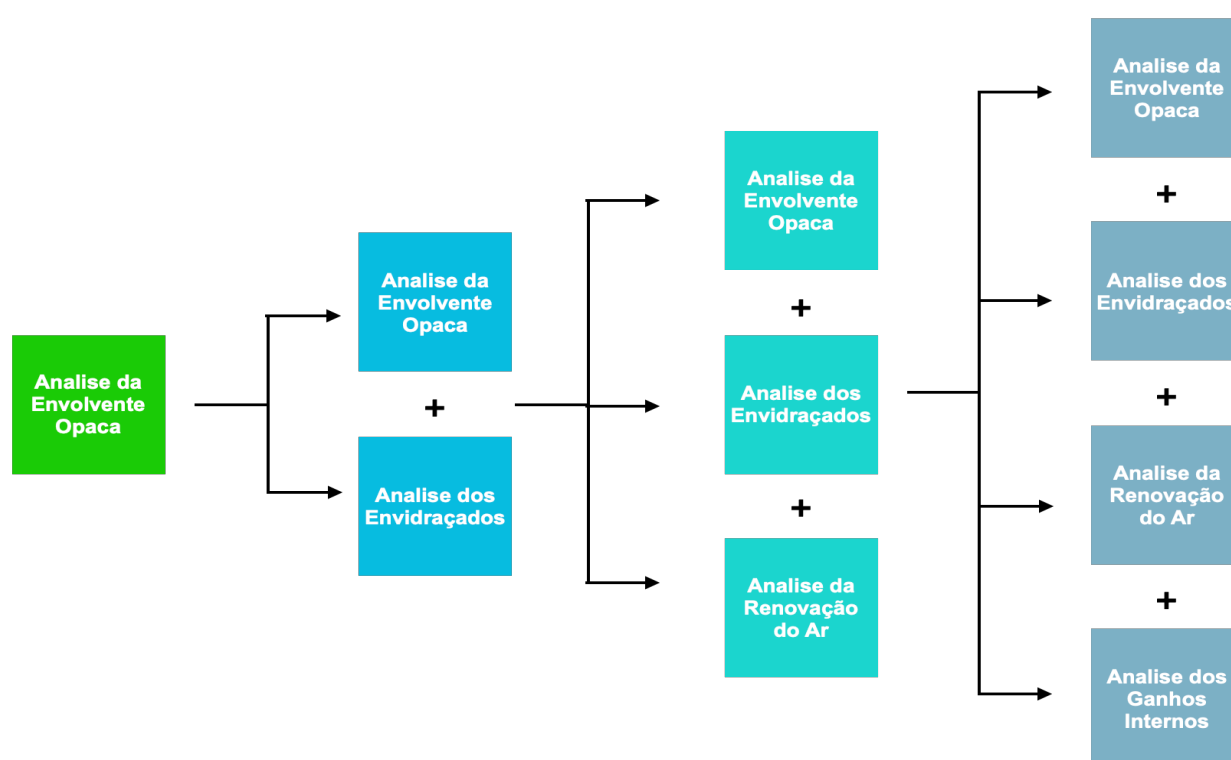 Analise da
Envolvente
Opaca
Analise da
Envolvente
Opaca
+
Analise dos
Envidraçados
Analise da
Envolvente
Opaca
+
Analise dos
Envidraçados
+
Analise da
Renovação
do Ar
Analise da
Envolvente
Opaca
+
Analise dos
Envidraçados
+
Analise da
Renovação
do Ar
+
Analise dos
Ganhos
Internos